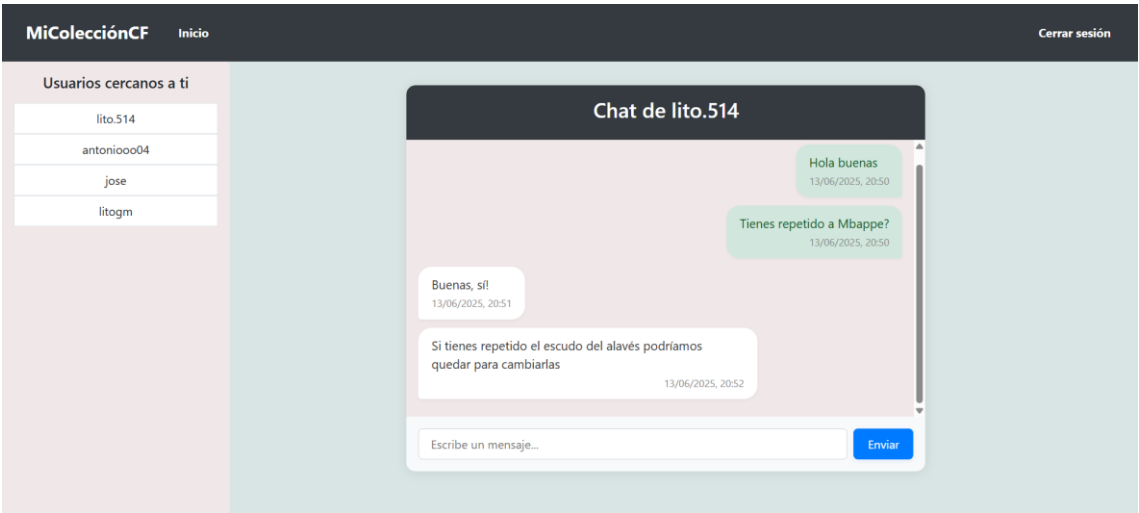 MiColecciónCF Inicio Cerrar sesión
Usuarios cercanos a ti
lito.514
antoniooo04
jose
litogm
Chat de lito.514
Hola buenas
13/06/2025, 20:50
Tienes repetido a Mbappe?
13/06/2025, 20:50
Buenas, sí!
13/06/2025, 20:51
Si tienes repetido el escudo del alavés podríamos
quedar para cambiarlas
13/06/2025, 20:52
Escribe un mensaje...
Enviar